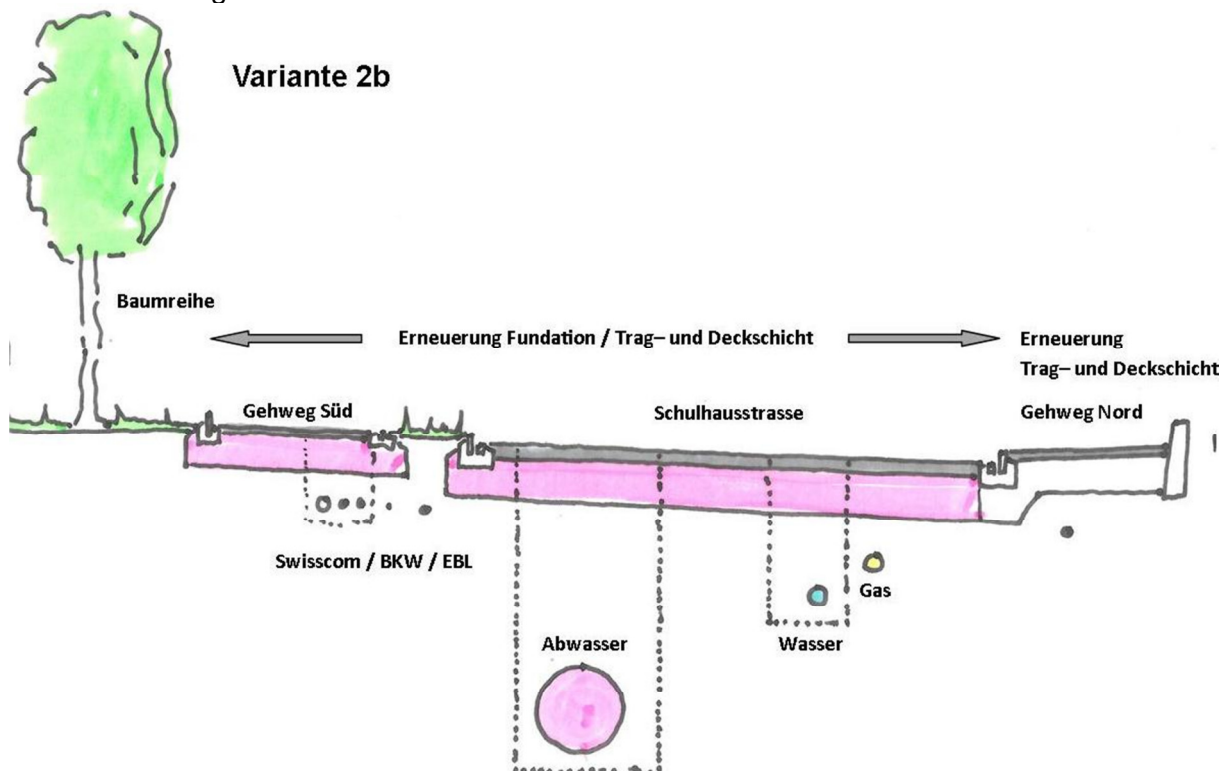 Variante 2b
Baumreihe
Erneuerung Fundation / Trag– und Deckschicht
Erneuerung
Trag– und Deckschicht
Gehweg Süd
Schulhausstrasse
Gehweg Nord
Swisscom / BKW / EBL
Gas
Abwasser
Wasser